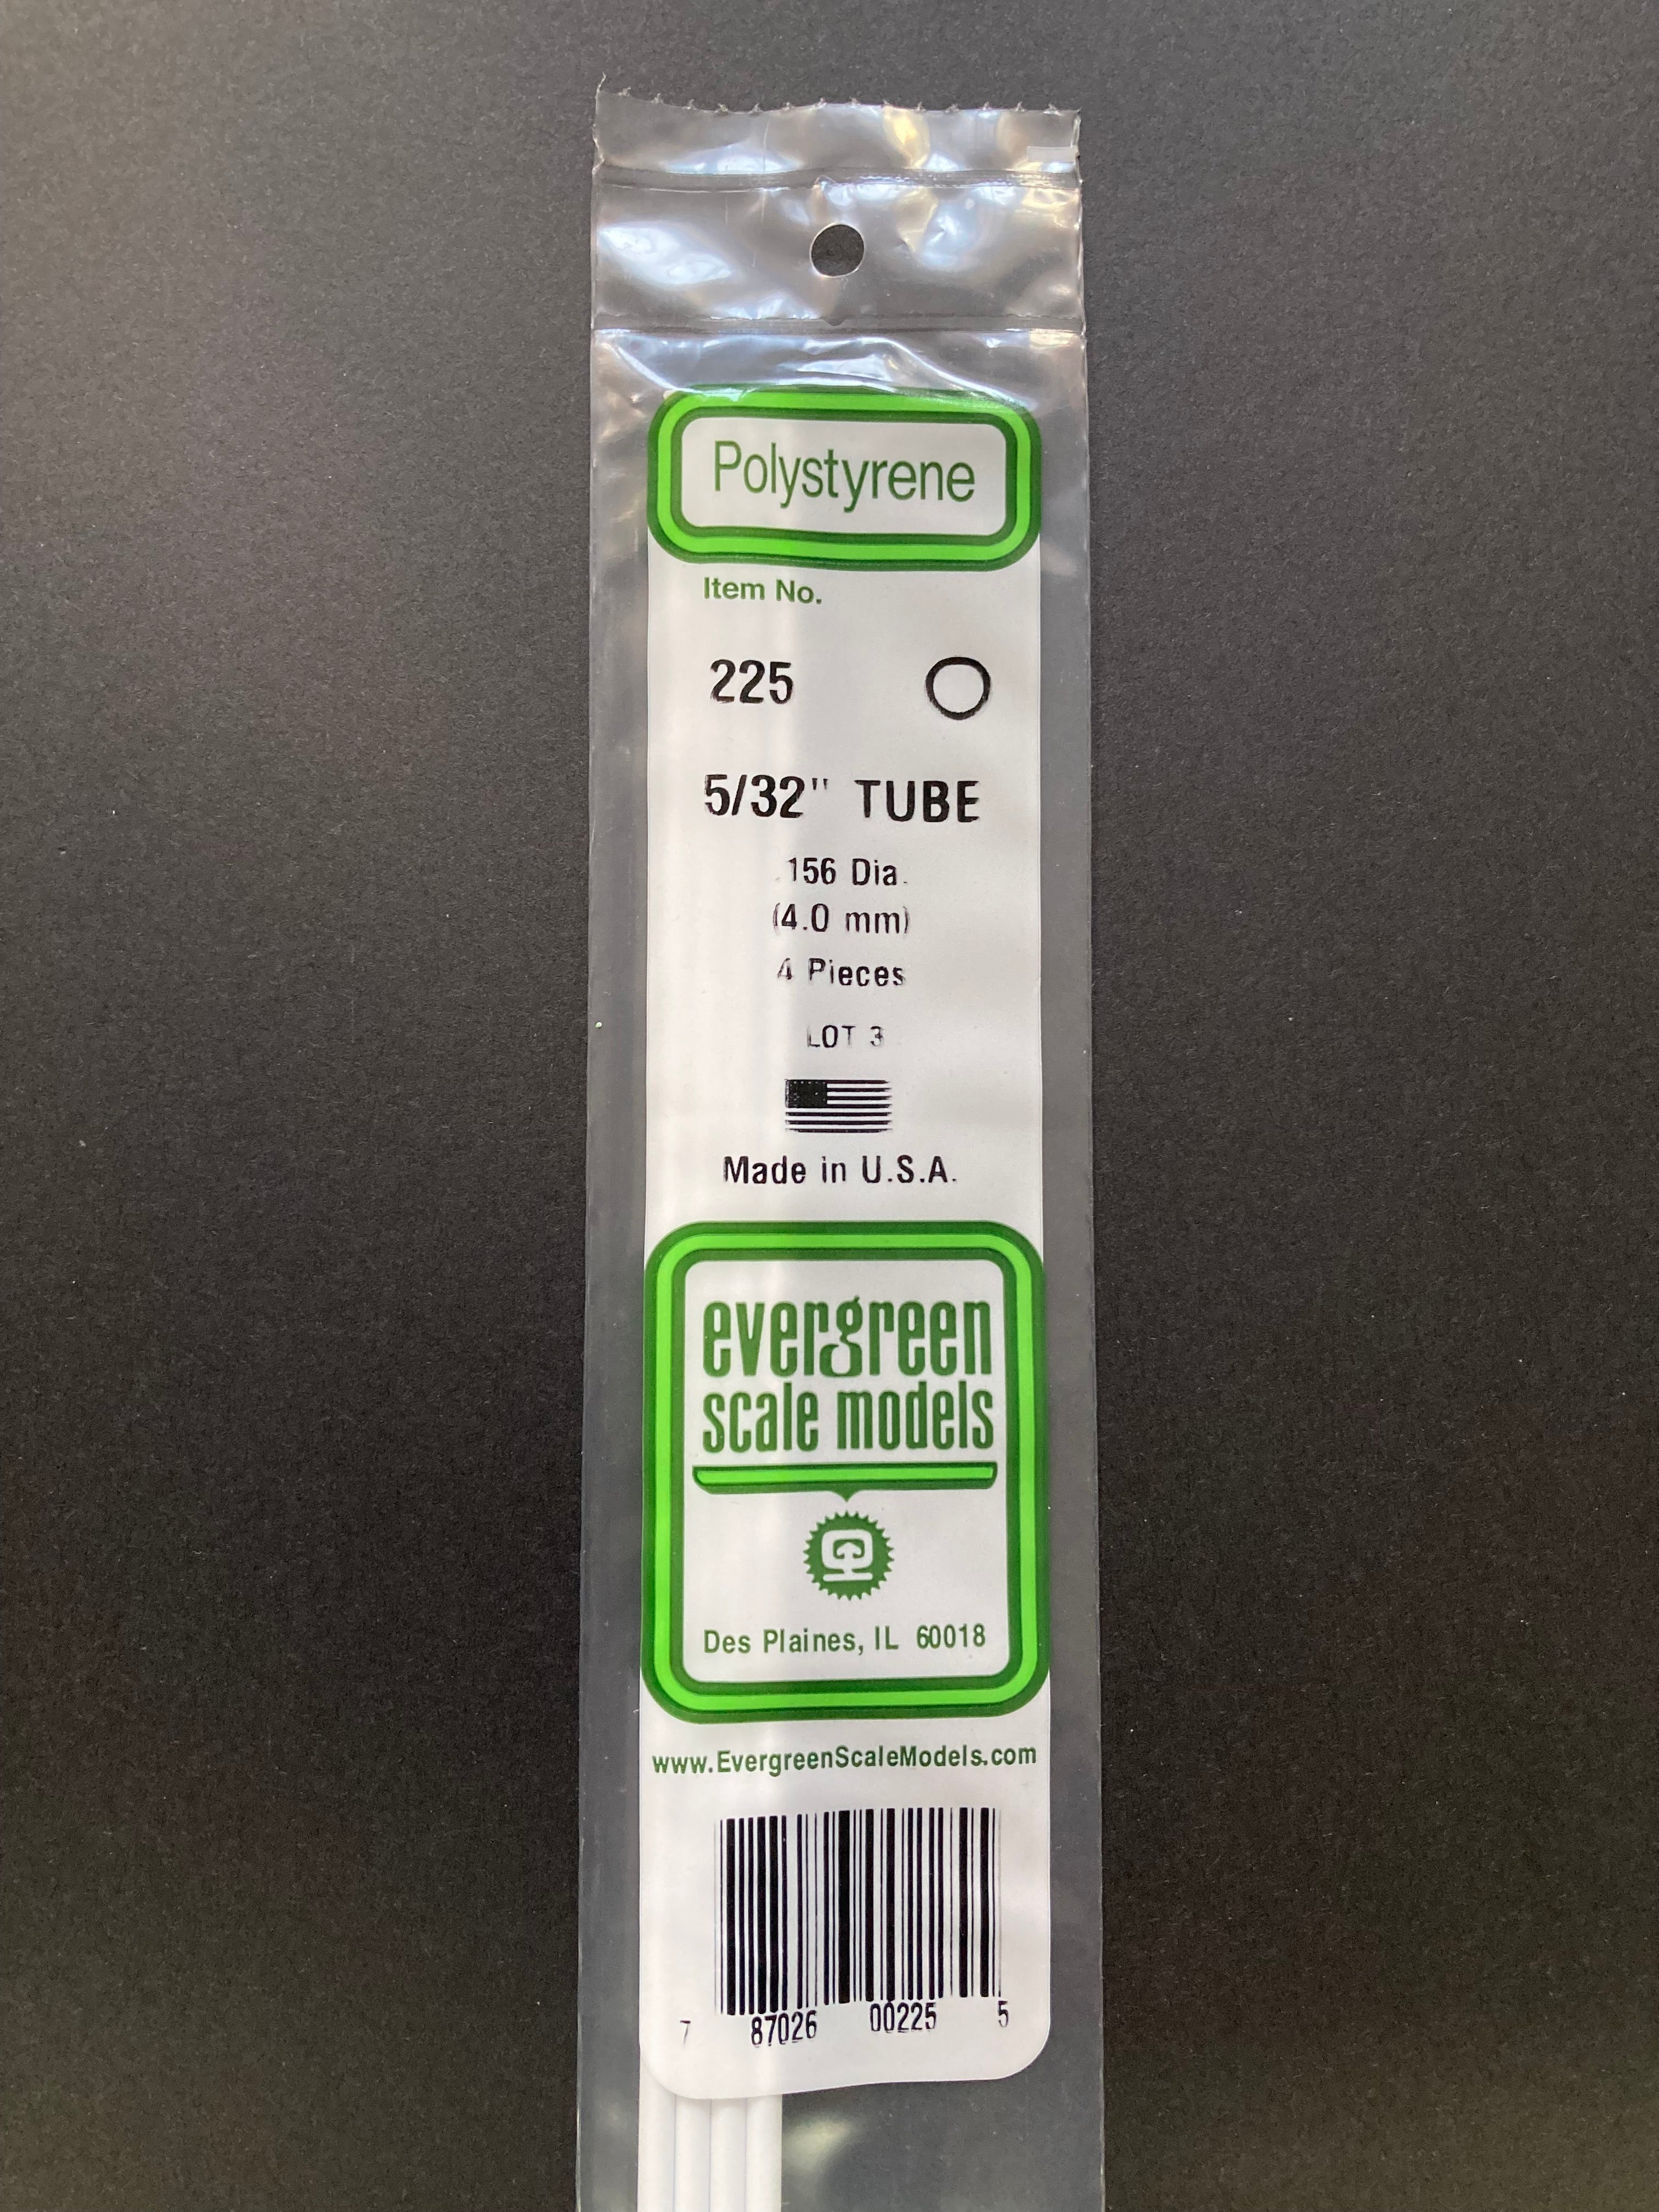 Polystyrene
Item No.
225
5/32" TUBE
.156 Dia.
(4.0 mm)
4 Pieces
LOT 3
Made in U.S.A.
evergreen
scale models
Des Plaines, IL 60018
www.EvergreenScaleModels.com
7 87026 00225 5